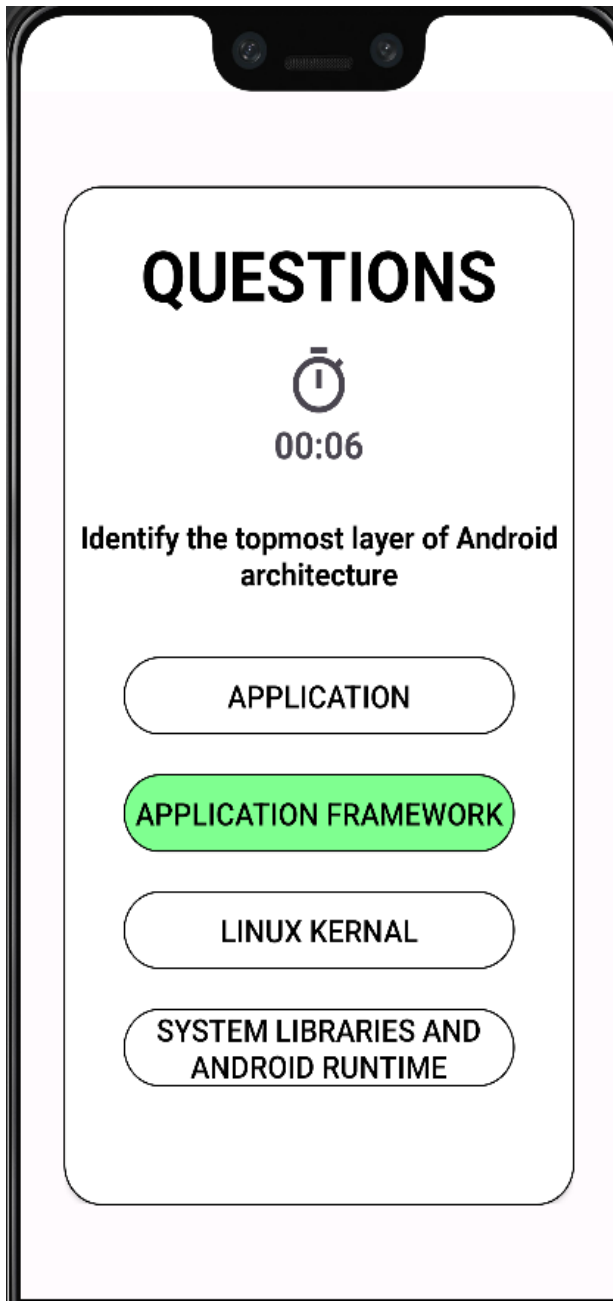 QUESTIONS
00:06
Identify the topmost layer of Android
architecture
APPLICATION
APPLICATION FRAMEWORK
LINUX KERNAL
SYSTEM LIBRARIES AND
ANDROID RUNTIME